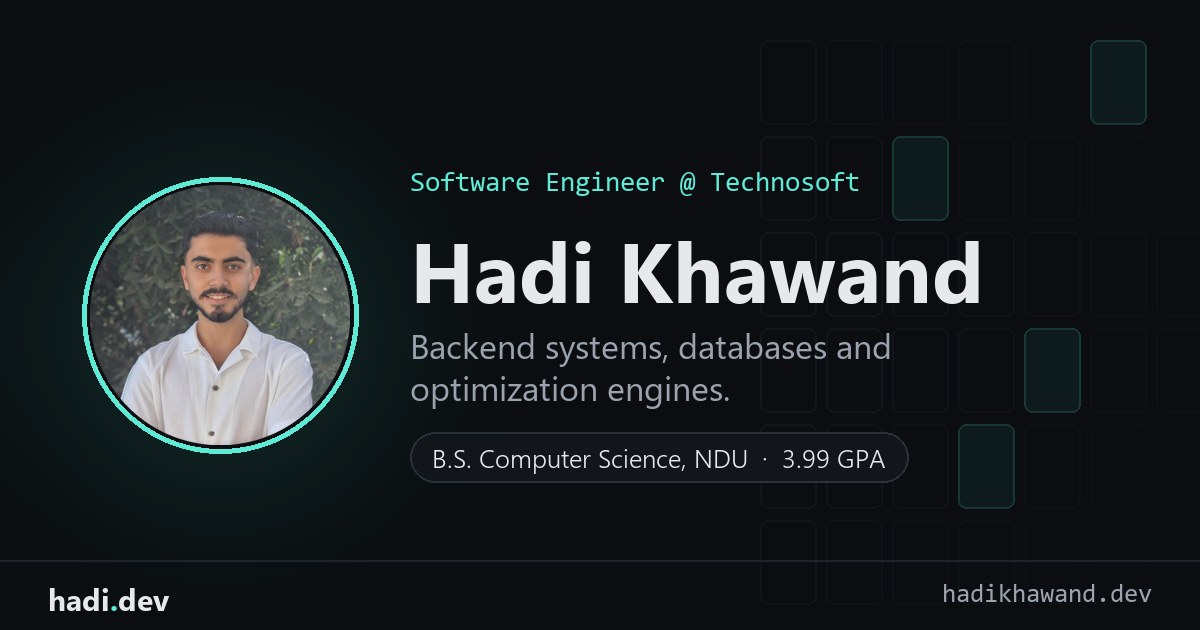 Software Engineer @ Technosoft
Hadi Khawand
Backend systems, databases and
optimization engines.
B.S. Computer Science, NDU · 3.99 GPA
hadi.dev
hadikhawand.dev